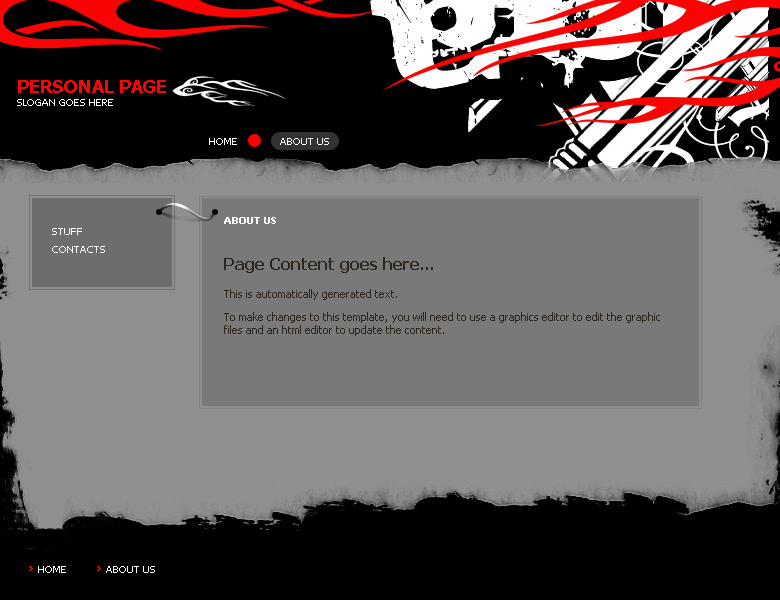 PERSONAL PAGE
SLOGAN GOES HERE
HOME
ABOUT US
STUFF
CONTACTS
ABOUT US
Page Content goes here...
This is automatically generated text.
To make changes to this template, you will need to use a graphics editor to edit the graphic
files and an html editor to update the content.
HOME
ABOUT US